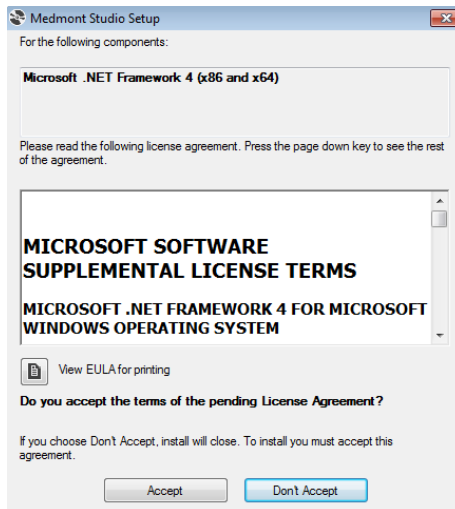 Medmont Studio Setup
For the following components:
Microsoft .NET Framework 4 (x86 and x64)
Please read the following license agreement. Press the page down key to see the rest
of the agreement.
MICROSOFT SOFTWARE
SUPPLEMENTAL LICENSE TERMS
MICROSOFT .NET FRAMEWORK 4 FOR MICROSOFT
WINDOWS OPERATING SYSTEM
View EULA for printing
Do you accept the terms of the pending License Agreement?
If you choose Don't Accept, install will close. To install you must accept this
agreement.
Accept Don't Accept